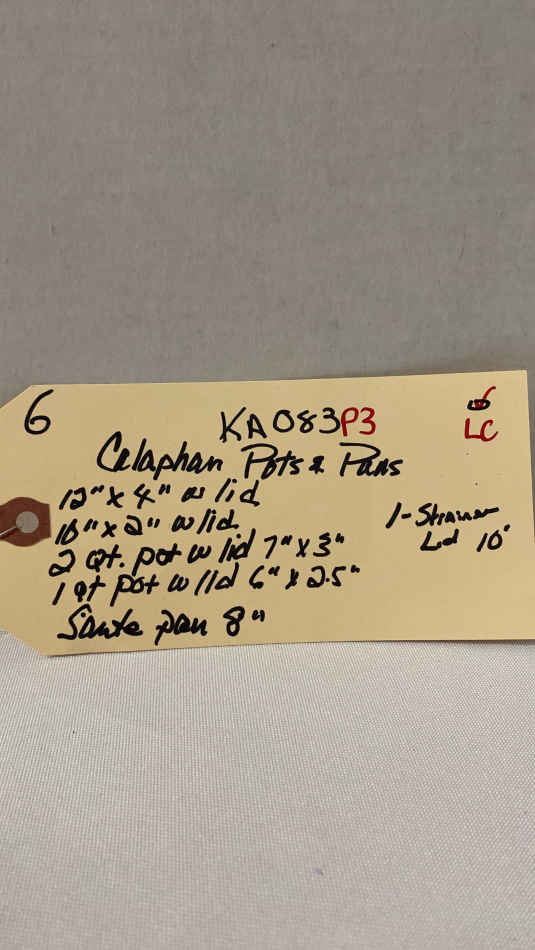 6
KA083P3
LC
Calaphan Pots & Pans
12" x 4" w lid
10" x 2" w lid
2 Qt. pot w lid 7" x 3"
1 qt pot w lid 6" x 2.5"
Saute pan 8"
1-Strainer
Lid 10"